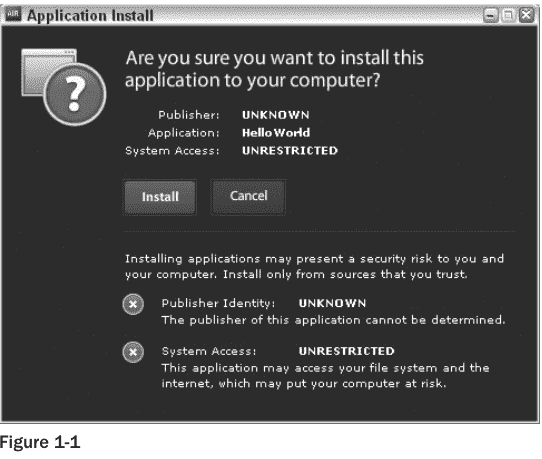 AIR Application Install
Are you sure you want to install this
application to your computer?
Publisher: UNKNOWN
Application: HelloWorld
System Access: UNRESTRICTED
Install Cancel
Installing applications may present a security risk to you and
your computer. Install only from sources that you trust.
Publisher Identity: UNKNOWN
The publisher of this application cannot be determined.
System Access: UNRESTRICTED
This application may access your file system and the
internet, which may put your computer at risk.
Figure 1-1